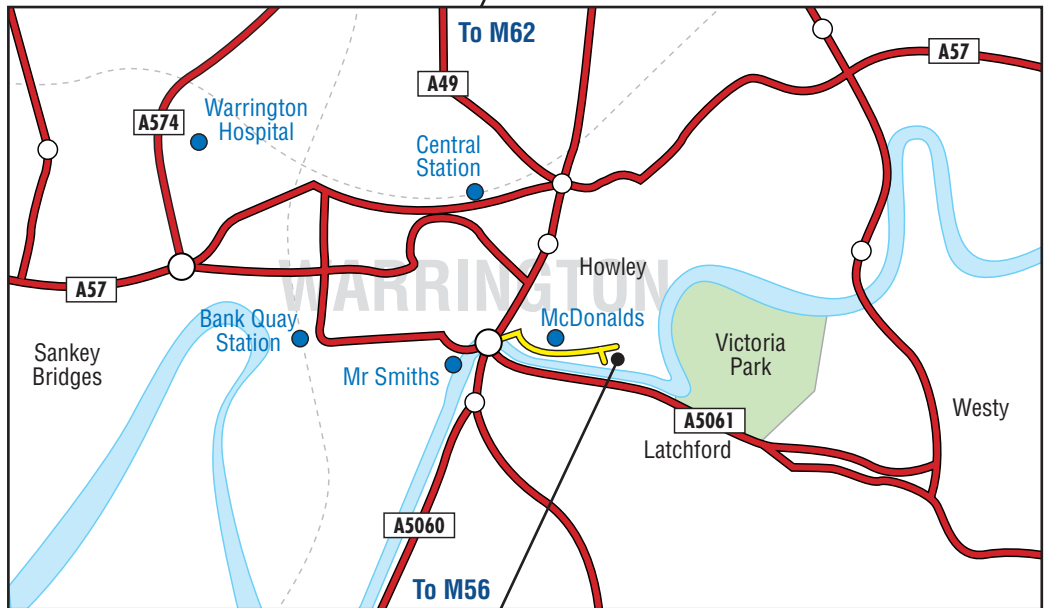 To M62
A49
A57
A574
Warrington
Hospital
Central
Station
Howley
WARRINGTON
A57
Bank Quay
Station
McDonalds
Sankey
Bridges
Mr Smiths
Victoria
Park
A5061
Westy
Latchford
A5060
To M56